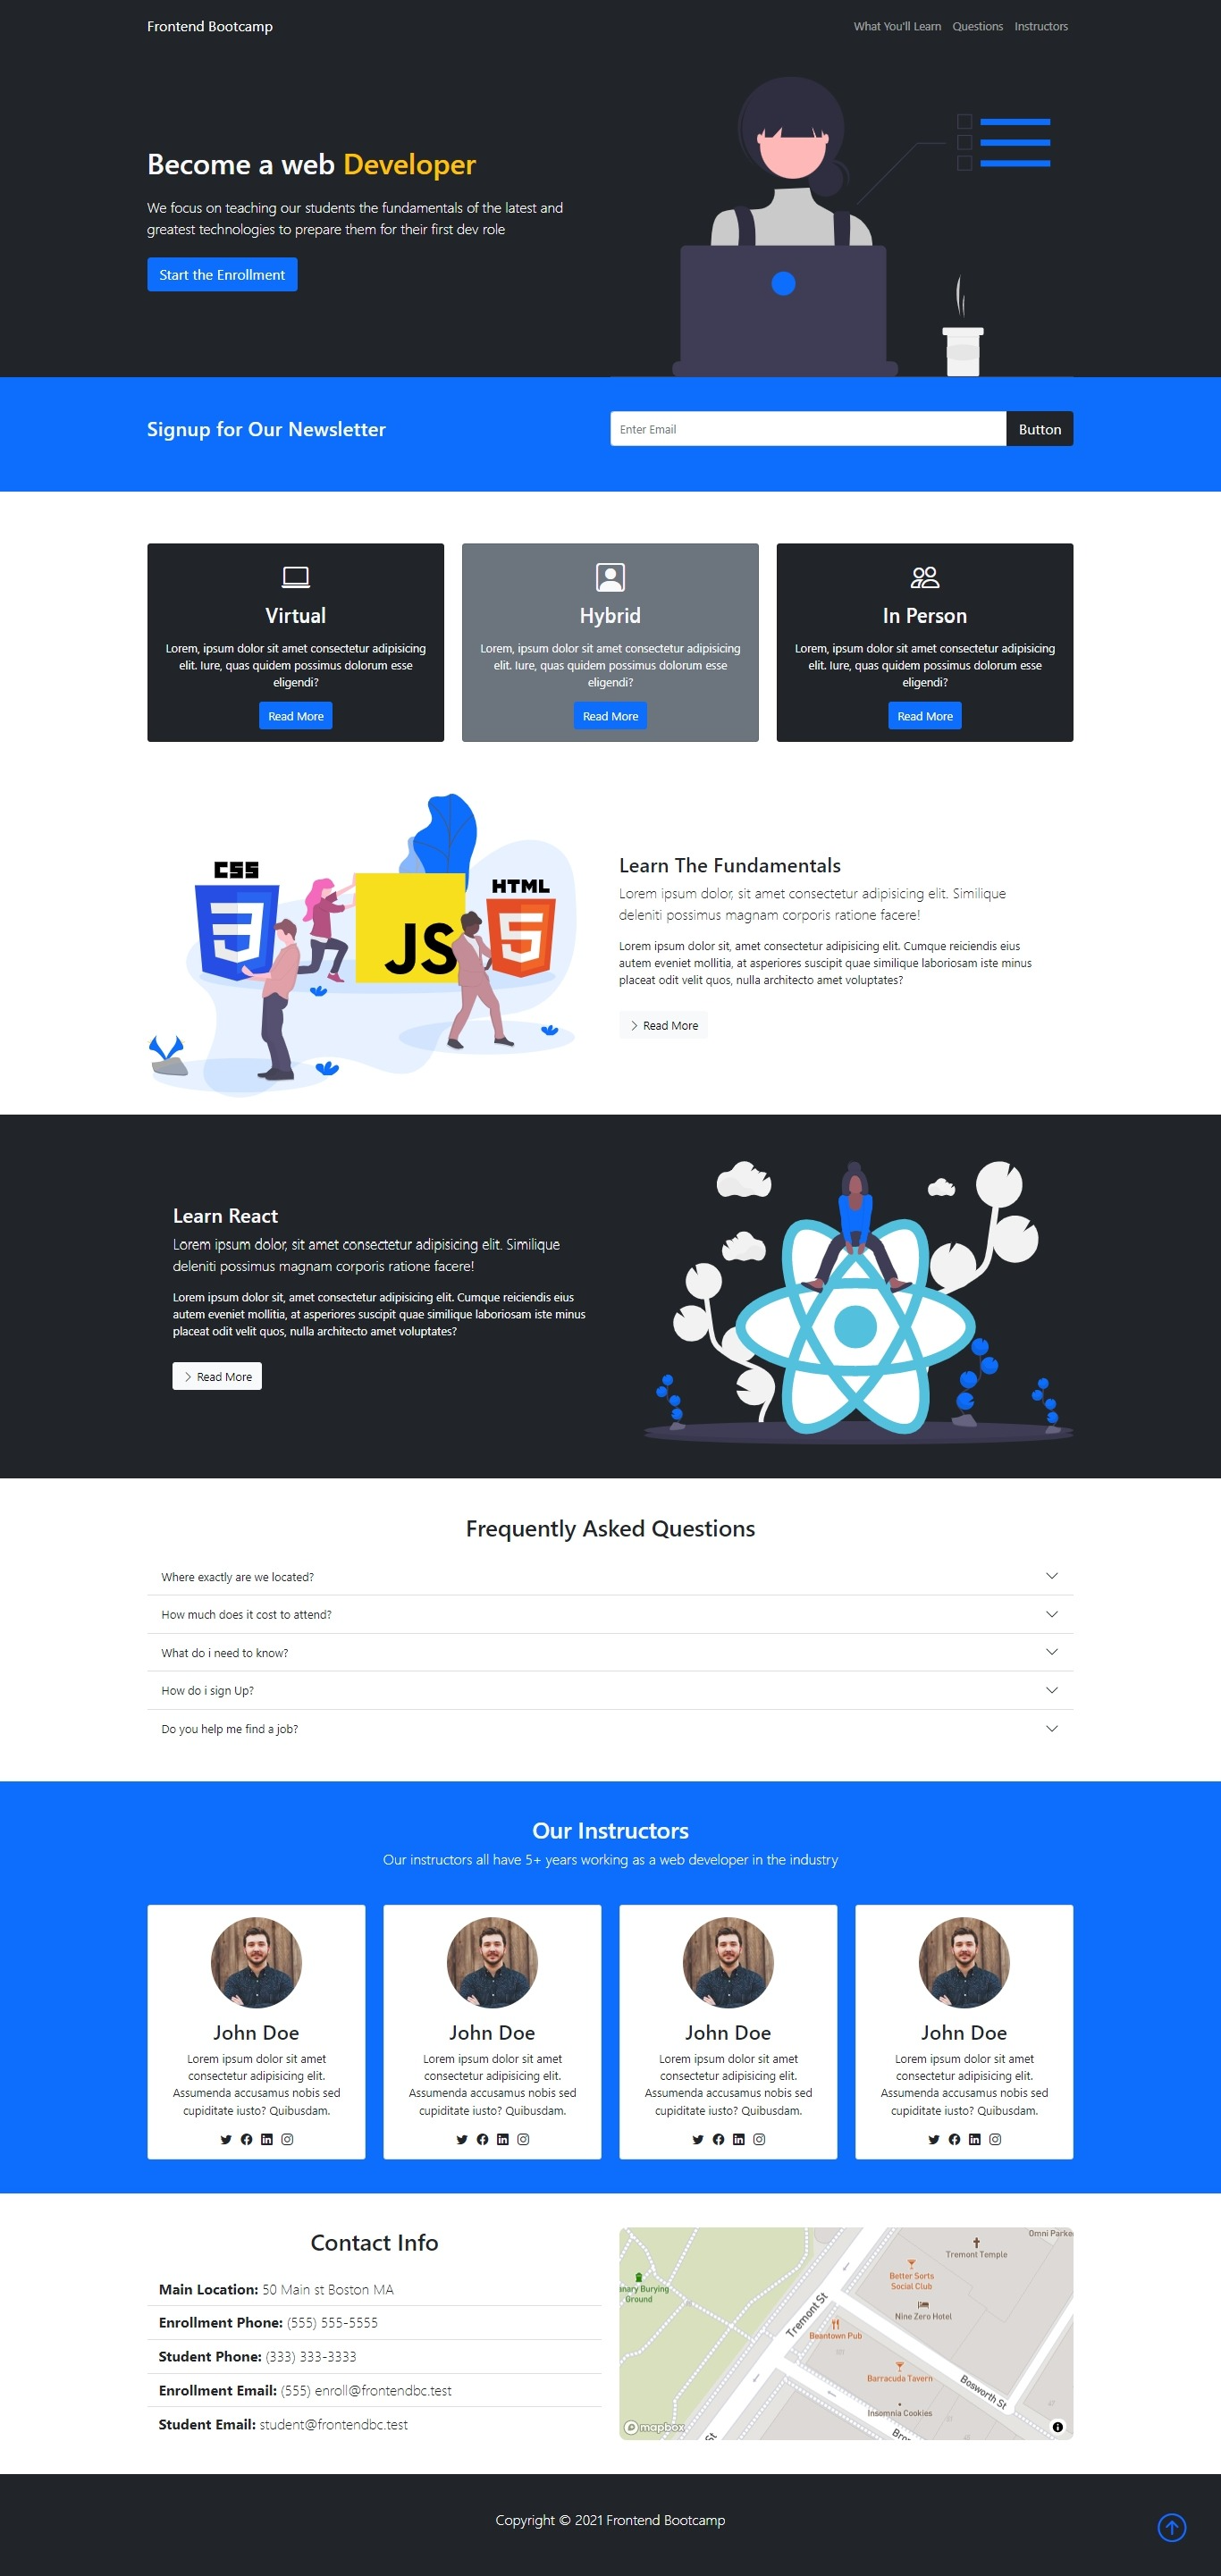 Frontend Bootcamp
What You'll Learn Questions Instructors
Become a web Developer
We focus on teaching our students the fundamentals of the latest and
greatest technologies to prepare them for their first dev role
Start the Enrollment
Signup for Our Newsletter
Enter Email
Button
Virtual
Lorem, ipsum dolor sit amet consectetur adipisicing
elit. Iure, quas quidem possimus dolorum esse
eligendi?
Read More
Hybrid
Lorem, ipsum dolor sit amet consectetur adipisicing
elit. Iure, quas quidem possimus dolorum esse
eligendi?
Read More
In Person
Lorem, ipsum dolor sit amet consectetur adipisicing
elit. Iure, quas quidem possimus dolorum esse
eligendi?
Read More
CSS
3
JS
HTML
5
Learn The Fundamentals
Lorem ipsum dolor, sit amet consectetur adipisicing elit. Similique
deleniti possimus magnam corporis ratione facere!
Lorem ipsum dolor sit, amet consectetur adipisicing elit. Cumque reiciendis eius
autem eveniet mollitia, at asperiores suscipit quae similique laboriosam iste minus
placeat odit velit quos, nulla architecto amet voluptates?
Read More
Learn React
Lorem ipsum dolor, sit amet consectetur adipisicing elit. Similique
deleniti possimus magnam corporis ratione facere!
Lorem ipsum dolor sit, amet consectetur adipisicing elit. Cumque reiciendis eius
autem eveniet mollitia, at asperiores suscipit quae similique laboriosam iste minus
placeat odit velit quos, nulla architecto amet voluptates?
Read More
Frequently Asked Questions
Where exactly are we located?
How much does it cost to attend?
What do i need to know?
How do i sign Up?
Do you help me find a job?
Our Instructors
Our instructors all have 5+ years working as a web developer in the industry
John Doe
Lorem ipsum dolor sit amet
consectetur adipisicing elit.
Assumenda accusamus nobis sed
cupiditate iusto? Quibusdam.
John Doe
Lorem ipsum dolor sit amet
consectetur adipisicing elit.
Assumenda accusamus nobis sed
cupiditate iusto? Quibusdam.
John Doe
Lorem ipsum dolor sit amet
consectetur adipisicing elit.
Assumenda accusamus nobis sed
cupiditate iusto? Quibusdam.
John Doe
Lorem ipsum dolor sit amet
consectetur adipisicing elit.
Assumenda accusamus nobis sed
cupiditate iusto? Quibusdam.
Contact Info
Main Location: 50 Main st Boston MA
Enrollment Phone: (555) 555-5555
Student Phone: (333) 333-3333
Enrollment Email: (555) enroll@frontendbc.test
Student Email: student@frontendbc.test
Omni Parke
Tremont Temple
Better Sorts
Social Club
nary Burying
Ground
Nine Zero Hotel
Tremont St
Beantown Pub
Barracuda Tavern
Bosworth St
Insomnia Cookies
mapbox
St
Bro
Copyright © 2021 Frontend Bootcamp